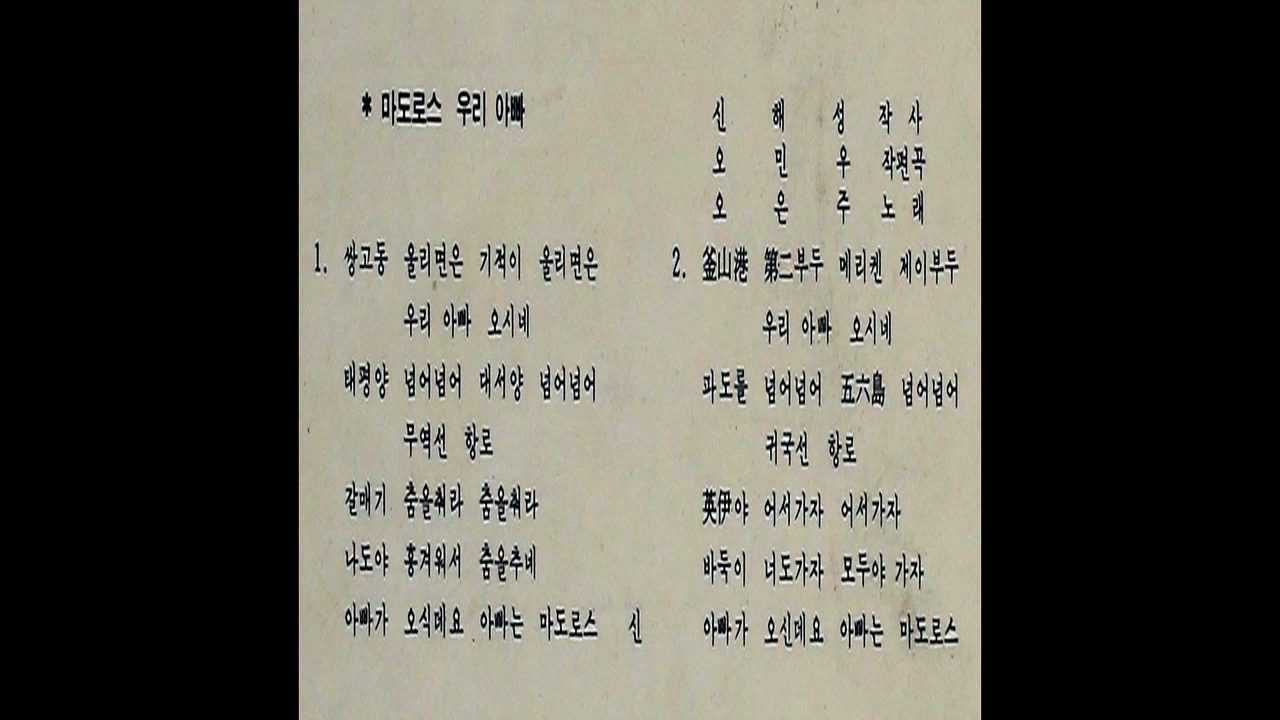 * 마도로스 우리 아빠
신 해 성 작 사
오 민 우 작편곡
오 은 주 노 래
1. 쌍고동 울리면은 기적이 울리면은
우리 아빠 오시네
태평양 넘어넘어 대서양 넘어넘어
무역선 항로
갈매기 춤을춰라 춤을춰라
나도야 흥겨워서 춤을추네
아빠가 오식데요 아빠는 마도로스 신
2. 釜山港 第二부두 메리켄 제이부두
우리 아빠 오시네
파도를 넘어넘어 五六島 넘어넘어
귀국선 항로
英伊야 어서가자 어서가자
바둑이 너도가자 모두야 가자
아빠가 오신데요 아빠는 마도로스